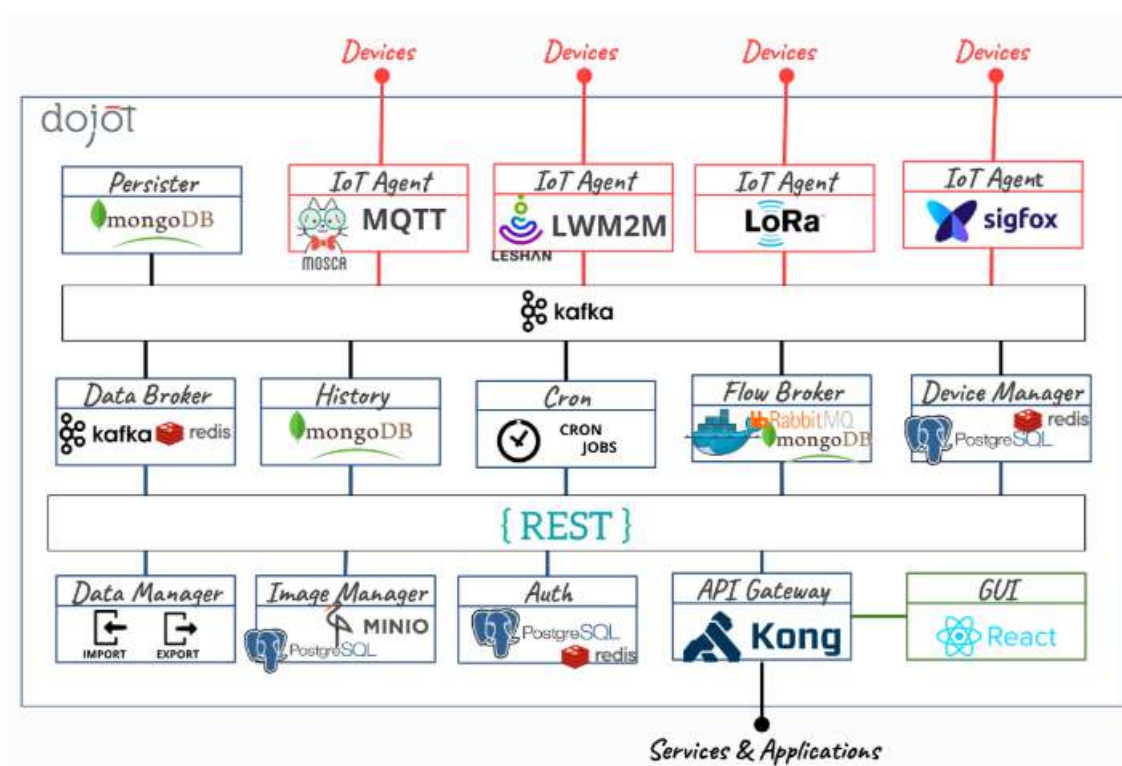 Devices Devices Devices Devices
dojot
Persister IoT Agent IoT Agent IoT Agent IoT Agent
mongoDB MQTT LWM2M LoRa sigfox
MOSCA LESHAN
kafka
Data Broker History Cron Flow Broker Device Manager
kafka redis mongoDB CRON JOBS RabbitMQ mongoDB PostgreSQL redis
{ REST }
Data Manager Image Manager Auth API Gateway GUI
IMPORT EXPORT PostgreSQL MINIO PostgreSQL redis Kong React
Services & Applications